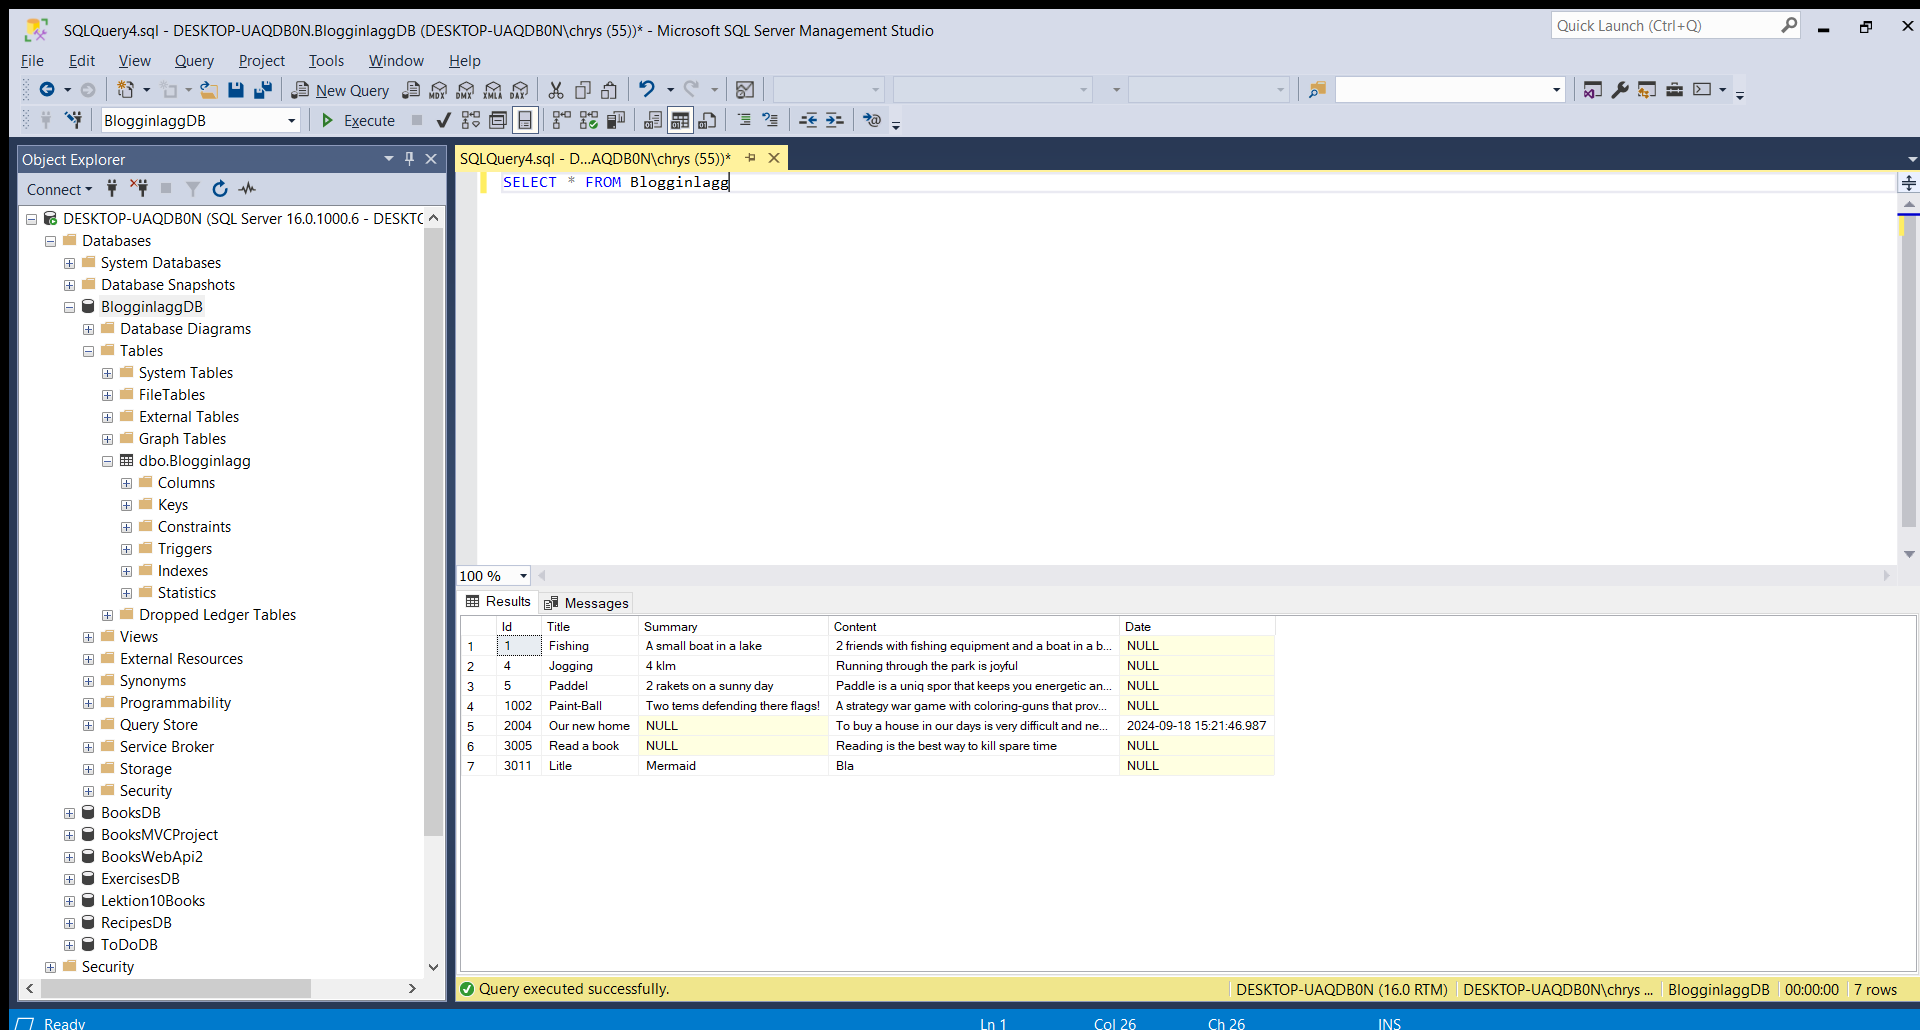 SQLQuery4.sql - DESKTOP-UAQDB0N.BlogginlaggDB (DESKTOP-UAQDB0N\chrys (55))* - Microsoft SQL Server Management Studio
Quick Launch (Ctrl+Q)
File Edit View Query Project Tools Window Help
New Query MDX DMX XMLA DAX
BlogginlaggDB Execute
Object Explorer
SQLQuery4.sql - D...AQDB0N\chrys (55))*
Connect
SELECT * FROM Blogginlagg
DESKTOP-UAQDB0N (SQL Server 16.0.1000.6 - DESKTO
Databases
System Databases
Database Snapshots
BlogginlaggDB
Database Diagrams
Tables
System Tables
FileTables
External Tables
Graph Tables
dbo.Blogginlagg
Columns
Keys
Constraints
Triggers
Indexes
Statistics
Dropped Ledger Tables
Views
External Resources
Synonyms
Programmability
Query Store
Service Broker
Storage
Security
BooksDB
BooksMVCProject
BooksWebApi2
ExercisesDB
Lektion10Books
RecipesDB
ToDoDB
Security
100 %
Results Messages
Id Title Summary Content Date
1 1 Fishing A small boat in a lake 2 friends with fishing equipment and a boat in a b... NULL
2 4 Jogging 4 klm Running through the park is joyful NULL
3 5 Paddel 2 rakets on a sunny day Paddle is a uniq spor that keeps you energetic an... NULL
4 1002 Paint-Ball Two tems defending there flags! A strategy war game with coloring-guns that prov... NULL
5 2004 Our new home NULL To buy a house in our days is very difficult and ne... 2024-09-18 15:21:46.987
6 3005 Read a book NULL Reading is the best way to kill spare time NULL
7 3011 Litle Mermaid Bla NULL
Query executed successfully. DESKTOP-UAQDB0N (16.0 RTM) DESKTOP-UAQDB0N\chrys ... BlogginlaggDB 00:00:00 7 rows
Ready Ln 1 Col 26 Ch 26 INS